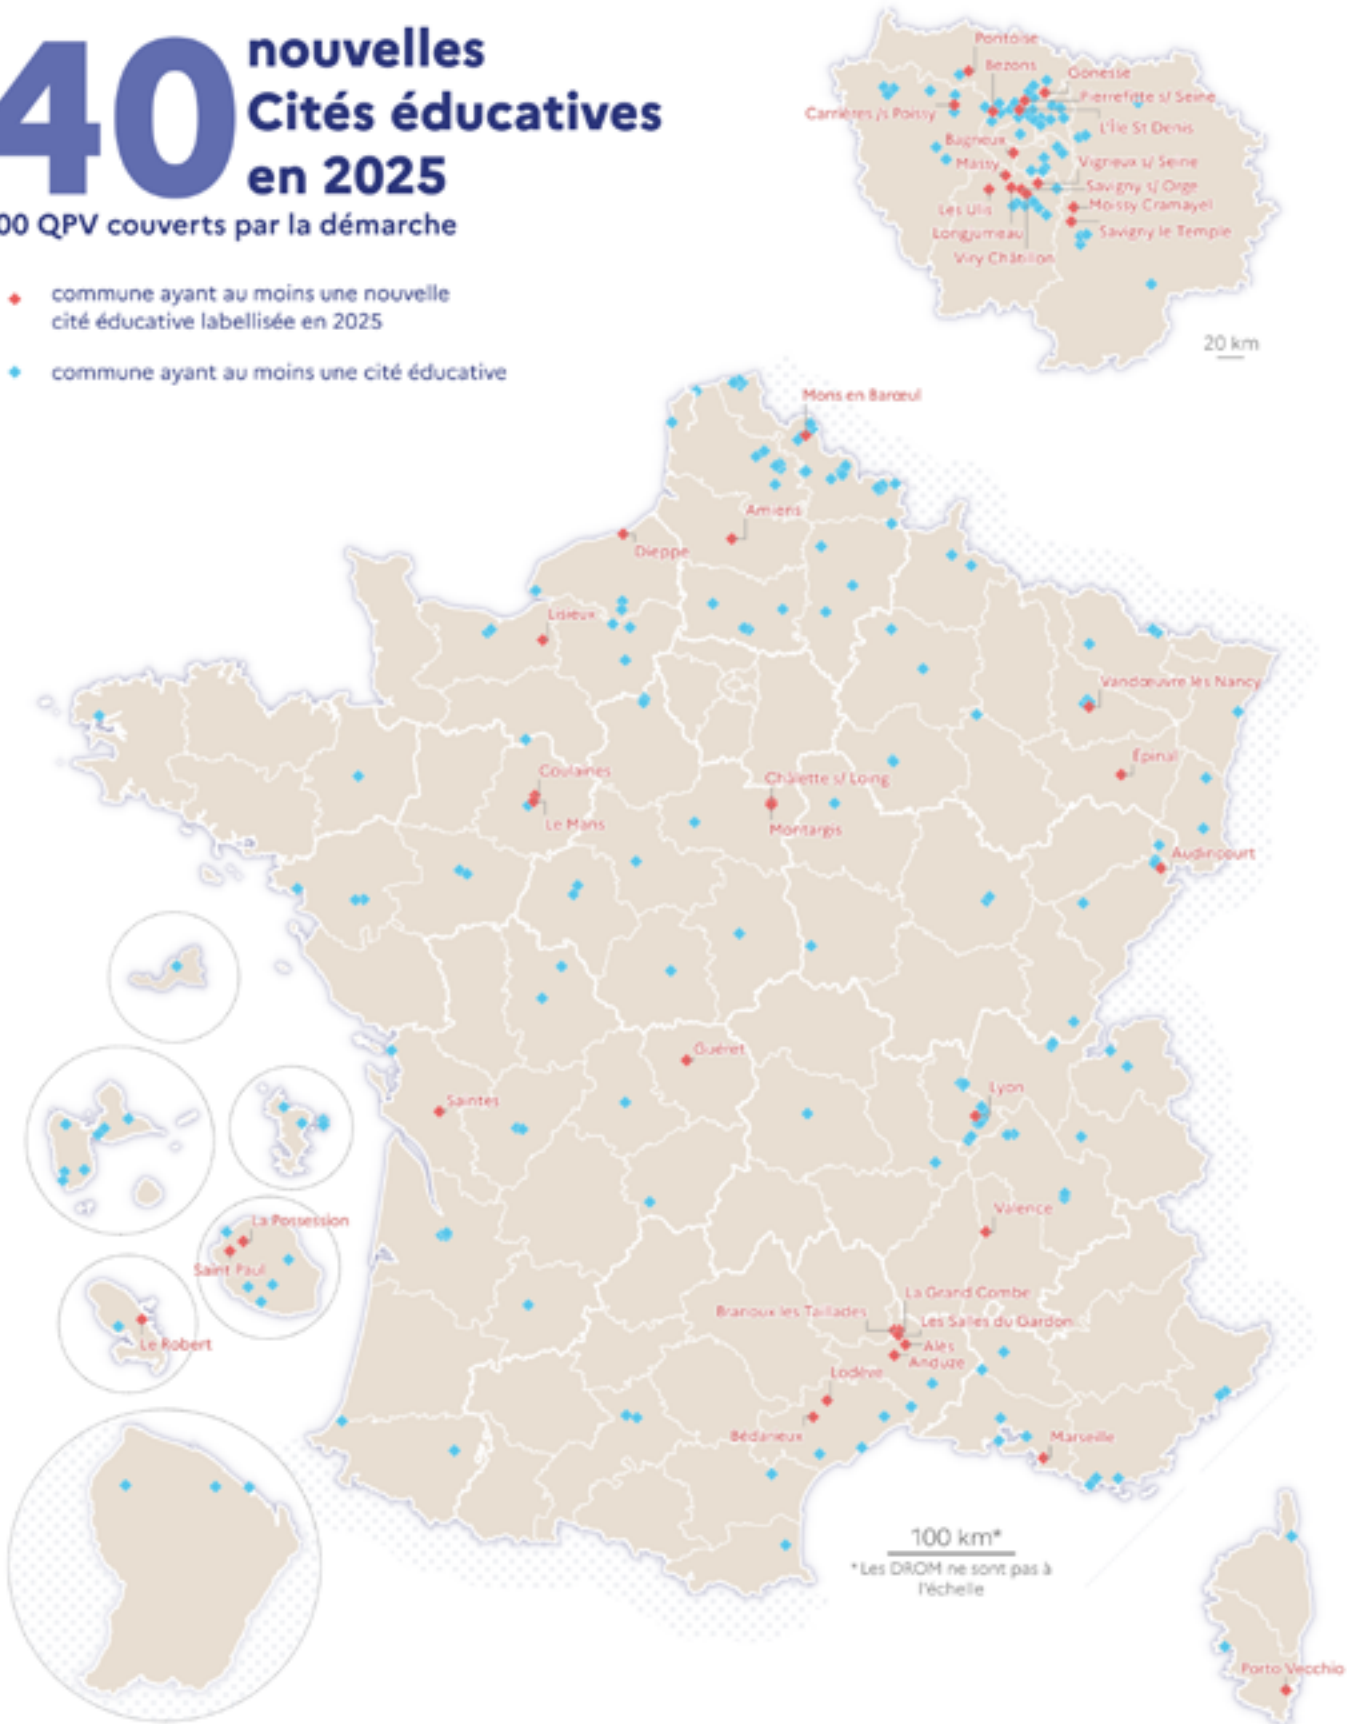 40
nouvelles
Cités éducatives
en 2025
00 QPV couverts par la démarche
commune ayant au moins une nouvelle
cité éducative labellisée en 2025
commune ayant au moins une cité éducative
Pontoise
Bezons
Gonesse
Pierrefitte s/ Seine
Carrières /s Poissy
L'Île St Denis
Bagneux
Massy
Vigneux s/ Seine
Savigny s/ Orge
Les Ulis
Moissy Cramayel
Longjumeau
Savigny le Temple
Viry Châtillon
20 km
Mons en Barœul
Amiens
Dieppe
Lisieux
Vandœuvre lès Nancy
Épinal
Coulaines
Châlette s/ Loing
Le Mans
Montargis
Audincourt
Guéret
Lyon
Saintes
Valence
La Possession
Saint Paul
La Grand Combe
Branoux les Taillades
Les Salles du Gardon
Le Robert
Alès
Anduze
Lodève
Bédarieux
Marseille
100 km*
*Les DROM ne sont pas à
l'échelle
Porto Vecchio